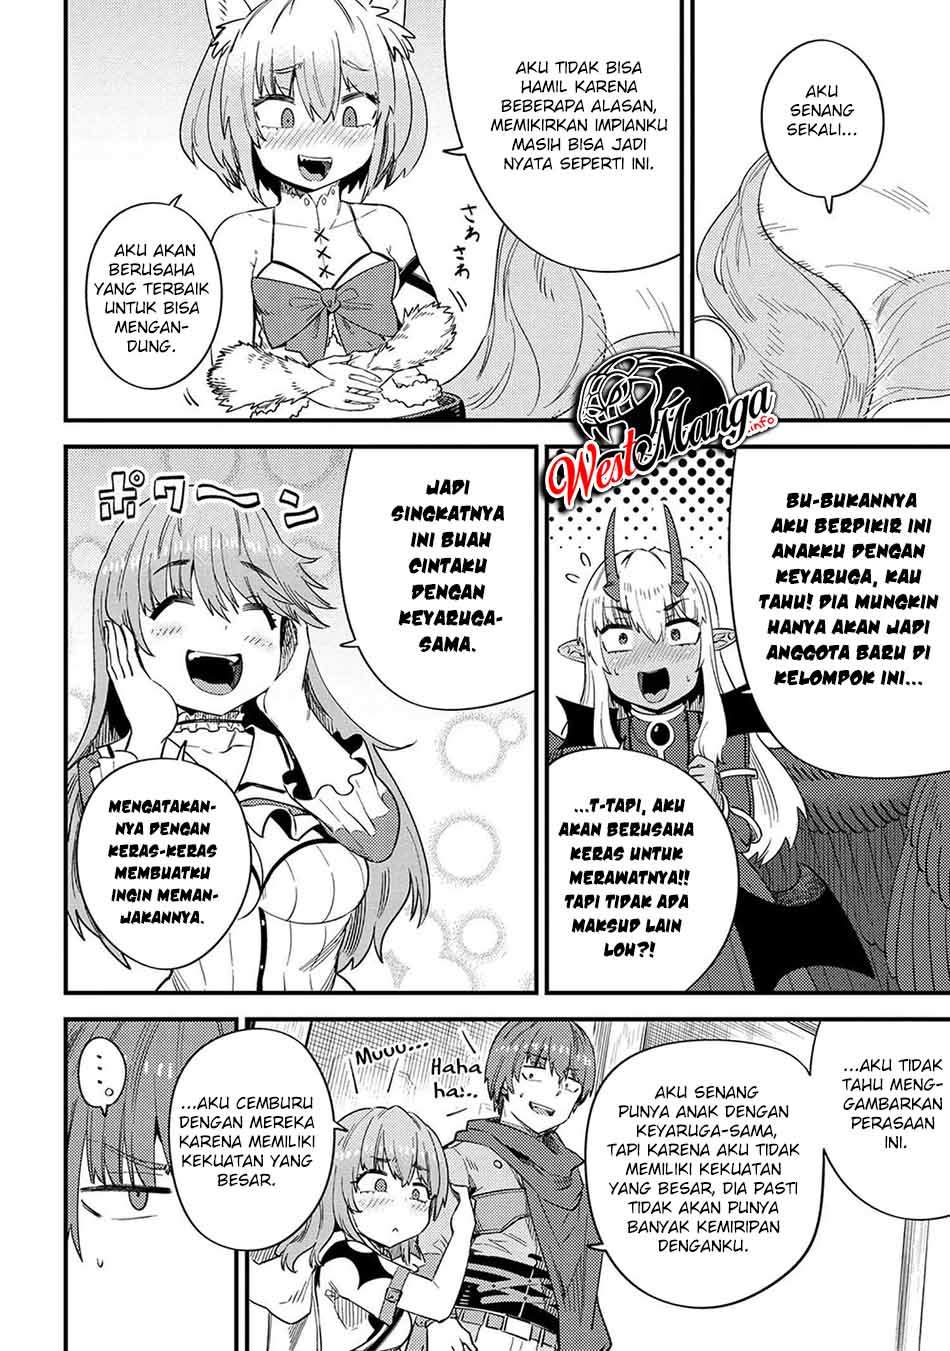 AKU
SENANG
SEKALI...
AKU TIDAK BISA
HAMIL KARENA
BEBERAPA ALASAN,
MEMIKIRKAN IMPIANKU
MASIH BISA JADI
NYATA SEPERTI INI.
さわ
さわ
AKU AKAN
BERUSAHA
YANG TERBAIK
UNTUK BISA
MENGAN-
DUNG.
WestManga
.info
BU-BUKANNYA
AKU BERPIKIR INI
ANAKKU DENGAN
KEYARUGA, KAU
TAHU! DIA MUNGKIN
HANYA AKAN JADI
ANGGOTA BARU DI
KELOMPOK INI...
...T-TAPI, AKU
AKAN BERUSAHA
KERAS UNTUK
MERAWATNYA!!
TAPI TIDAK ADA
MAKSUD LAIN
LOH?!
JADI
SINGKATNYA
INI BUAH
CINTAKU
DENGAN
KEYARUGA-
SAMA.
ポワ〜ン
MENGATAKAN-
NYA DENGAN
KERAS-KERAS
MEMBUATKU
INGIN MEMAN-
JAKANNYA.
...AKU TIDAK
TAHU MENG-
GAMBARKAN
PERASAAN
INI.
AKU SENANG
PUNYA ANAK DENGAN
KEYARUGA-SAMA,
TAPI KARENA AKU TIDAK
MEMILIKI KEKUATAN
YANG BESAR, DIA PASTI
TIDAK AKAN PUNYA
BANYAK KEMIRIPAN
DENGANKU.
Haha
ha...
Muuu...
...AKU CEMBURU
DENGAN MEREKA
KARENA MEMILIKI
KEKUATAN YANG
BESAR.
...